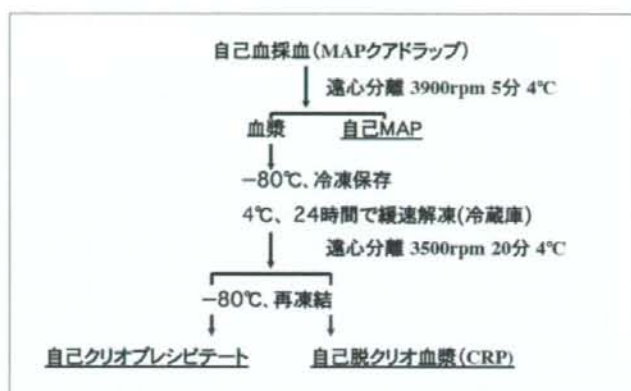 自己血採血(MAPクアドラップ)
遠心分離 3900rpm 5分 4℃
血漿 自己MAP
−80℃、冷凍保存
4℃、24時間で緩速解凍(冷蔵庫)
遠心分離 3500rpm 20分 4℃
−80℃、再凍結
自己クリオプレシピテート 自己脱クリオ血漿(CRP)